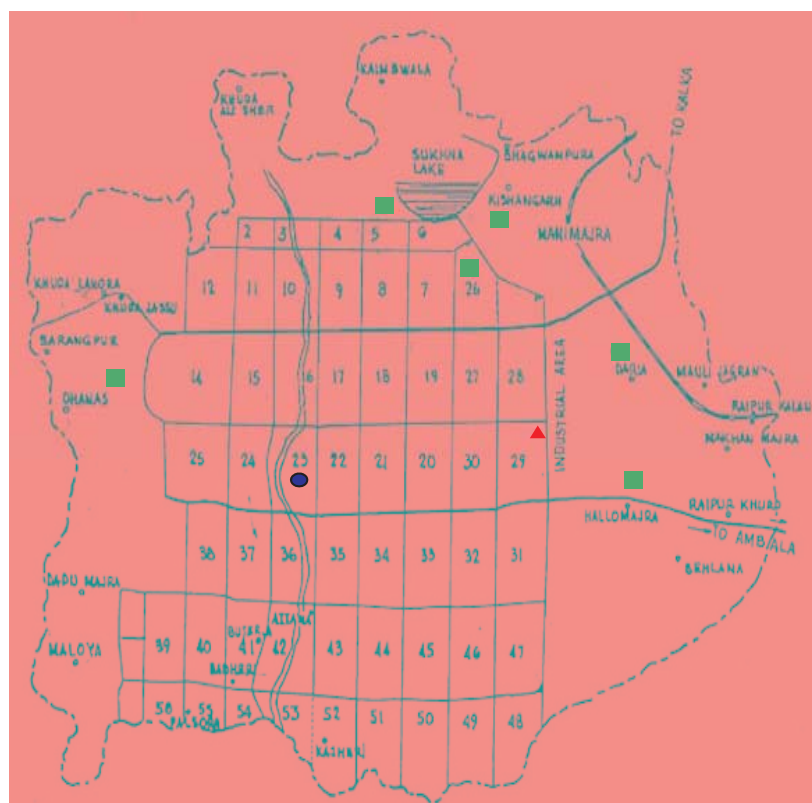 KAIMBWALA
KHUDA
ALI SHER
TO KALKA
SUKHNA
LAKE
BHAGWANPURA
KISHANGARH
MANIMAJRA
2 3 4 5 6
12 11 10 9 8 7 26
KHUDA LAHORA
KHUDA JASSU
SARANGPUR
DHANAS
14 15 16 17 18 19 27 28
INDUSTRIAL AREA
DARIA
MAULI JAGRAN
RAIPUR KALAN
MAKHAN MAJRA
25 24 23 22 21 20 30 29
HALLOMAJRA
RAIPUR KHURD
TO AMBALA
BEHLANA
38 37 36 35 34 33 32 31
DADU MAJRA
MALOYA
39 40 41 42 43 44 45 46 47
BUTERLA
ATTAWA
BADHERI
56 55 54 53 52 51 50 49 48
PALSORA
KAJHERI